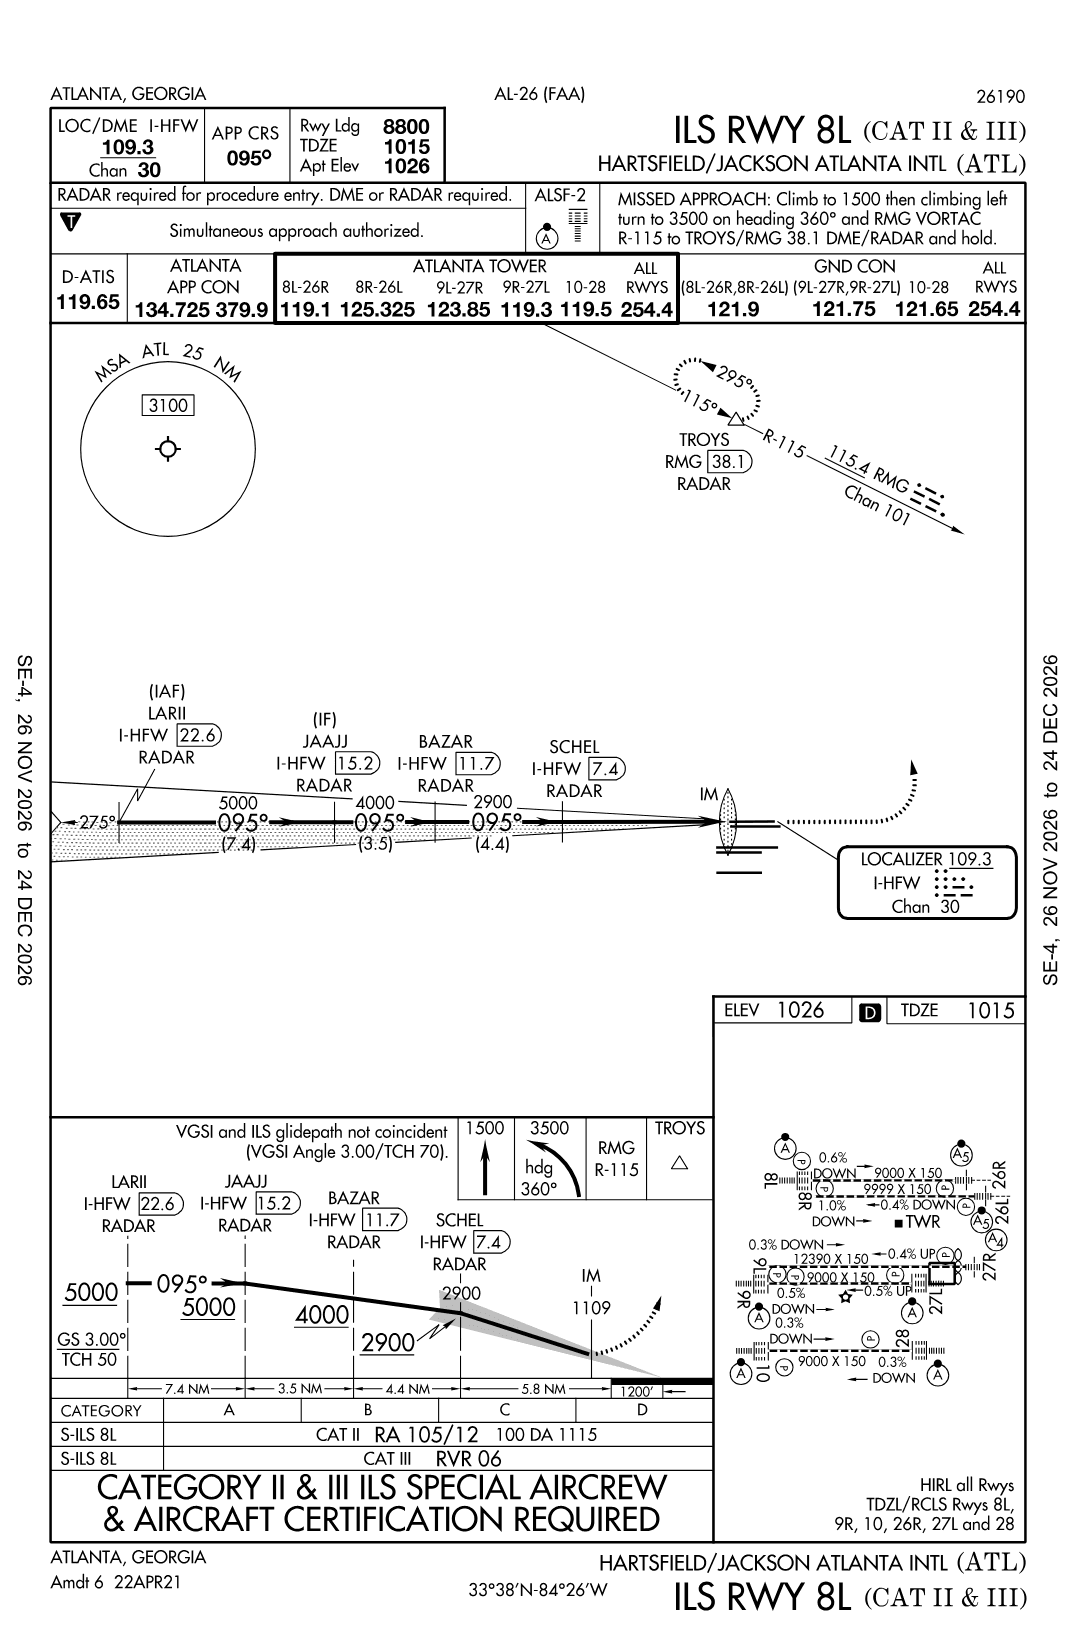 ATLANTA, GEORGIA
AL-26 (FAA)
26190
LOC/DME I-HFW
109.3
Chan 30
APP CRS
095°
Rwy Ldg 8800
TDZE 1015
Apt Elev 1026
ILS RWY 8L (CAT II & III)
HARTSFIELD/JACKSON ATLANTA INTL (ATL)
RADAR required for procedure entry. DME or RADAR required.
T
Simultaneous approach authorized.
ALSF-2
A
MISSED APPROACH: Climb to 1500 then climbing left
turn to 3500 on heading 360° and RMG VORTAC
R-115 to TROYS/RMG 38.1 DME/RADAR and hold.
D-ATIS
119.65
ATLANTA
APP CON
134.725 379.9
ATLANTA TOWER
8L-26R 8R-26L 9L-27R 9R-27L 10-28 ALL RWYS
119.1 125.325 123.85 119.3 119.5 254.4
GND CON
(8L-26R,8R-26L) (9L-27R,9R-27L) 10-28 ALL RWYS
121.9 121.75 121.65 254.4
MSA ATL 25 NM
3100
295°
115°
TROYS
RMG 38.1
RADAR
R-115
115.4 RMG
Chan 101
(IAF)
LARII
I-HFW 22.6
RADAR
(IF)
JAAJJ
I-HFW 15.2
RADAR
BAZAR
I-HFW 11.7
RADAR
SCHEL
I-HFW 7.4
RADAR
IM
275°
5000
095°
(7.4)
4000
095°
(3.5)
2900
095°
(4.4)
LOCALIZER 109.3
I-HFW
Chan 30
SE-4, 26 NOV 2026 to 24 DEC 2026
SE-4, 26 NOV 2026 to 24 DEC 2026
ELEV 1026
D
TDZE 1015
A
P
0.6%
DOWN
9000 X 150
A5
8L
26R
P
9999 X 150
P
8R
1.0%
DOWN
0.4% DOWN
P
A5
26L
TWR
A4
0.3% DOWN
12390 X 150
0.4% UP
P
9L
27R
P
P
9000 X 150
P
9R
0.5%
0.5% UP
27L
A
DOWN
A
0.3%
DOWN
P
28
A
10
P
9000 X 150
0.3%
DOWN
A
HIRL all Rwys
TDZL/RCLS Rwys 8L,
9R, 10, 26R, 27L and 28
VGSI and ILS glidepath not coincident
(VGSI Angle 3.00/TCH 70).
1500
3500
hdg
360°
RMG
R-115
TROYS
LARII
I-HFW 22.6
RADAR
JAAJJ
I-HFW 15.2
RADAR
BAZAR
I-HFW 11.7
RADAR
SCHEL
I-HFW 7.4
RADAR
IM
1109
5000
095°
5000
4000
2900
2900
GS 3.00°
TCH 50
7.4 NM
3.5 NM
4.4 NM
5.8 NM
1200'
CATEGORY A B C D
S-ILS 8L CAT II RA 105/12 100 DA 1115
S-ILS 8L CAT III RVR 06
CATEGORY II & III ILS SPECIAL AIRCREW
& AIRCRAFT CERTIFICATION REQUIRED
ATLANTA, GEORGIA
Amdt 6 22APR21
33°38'N-84°26'W
HARTSFIELD/JACKSON ATLANTA INTL (ATL)
ILS RWY 8L (CAT II & III)